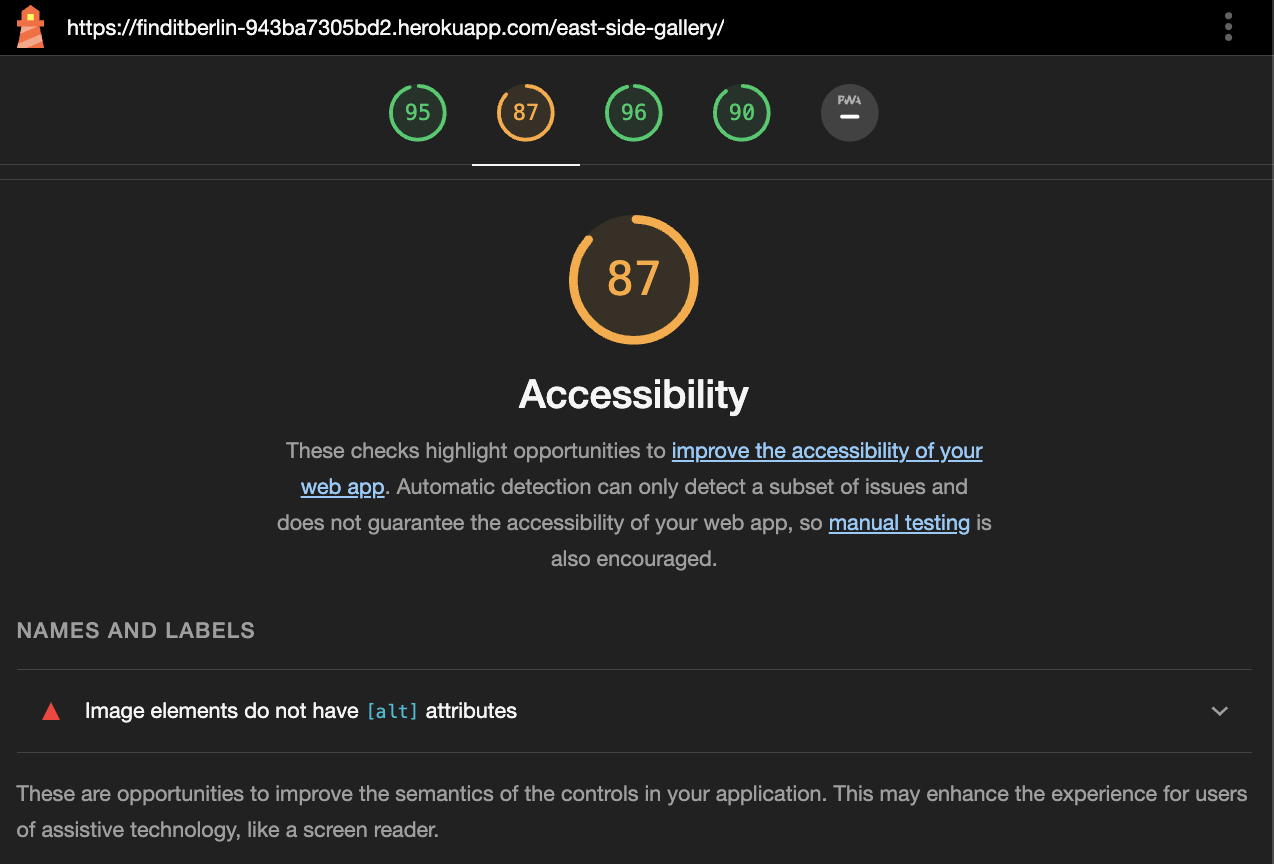 https://finditberlin-943ba7305bd2.herokuapp.com/east-side-gallery/
95
87
96
90
PWA
87
Accessibility
These checks highlight opportunities to improve the accessibility of your
web app. Automatic detection can only detect a subset of issues and
does not guarantee the accessibility of your web app, so manual testing is
also encouraged.
NAMES AND LABELS
Image elements do not have [alt] attributes
These are opportunities to improve the semantics of the controls in your application. This may enhance the experience for users
of assistive technology, like a screen reader.